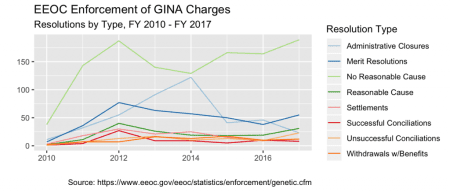 EEOC Enforcement of GINA Charges
Resolutions by Type, FY 2010 - FY 2017
Resolution Type
Administrative Closures
Merit Resolutions
No Reasonable Cause
Reasonable Cause
Settlements
Successful Conciliations
Unsuccessful Conciliations
Withdrawals w/Benefits
150
100
50
0
2010
2012
2014
2016
Source: https://www.eeoc.gov/eeoc/statistics/enforcement/genetic.cfm